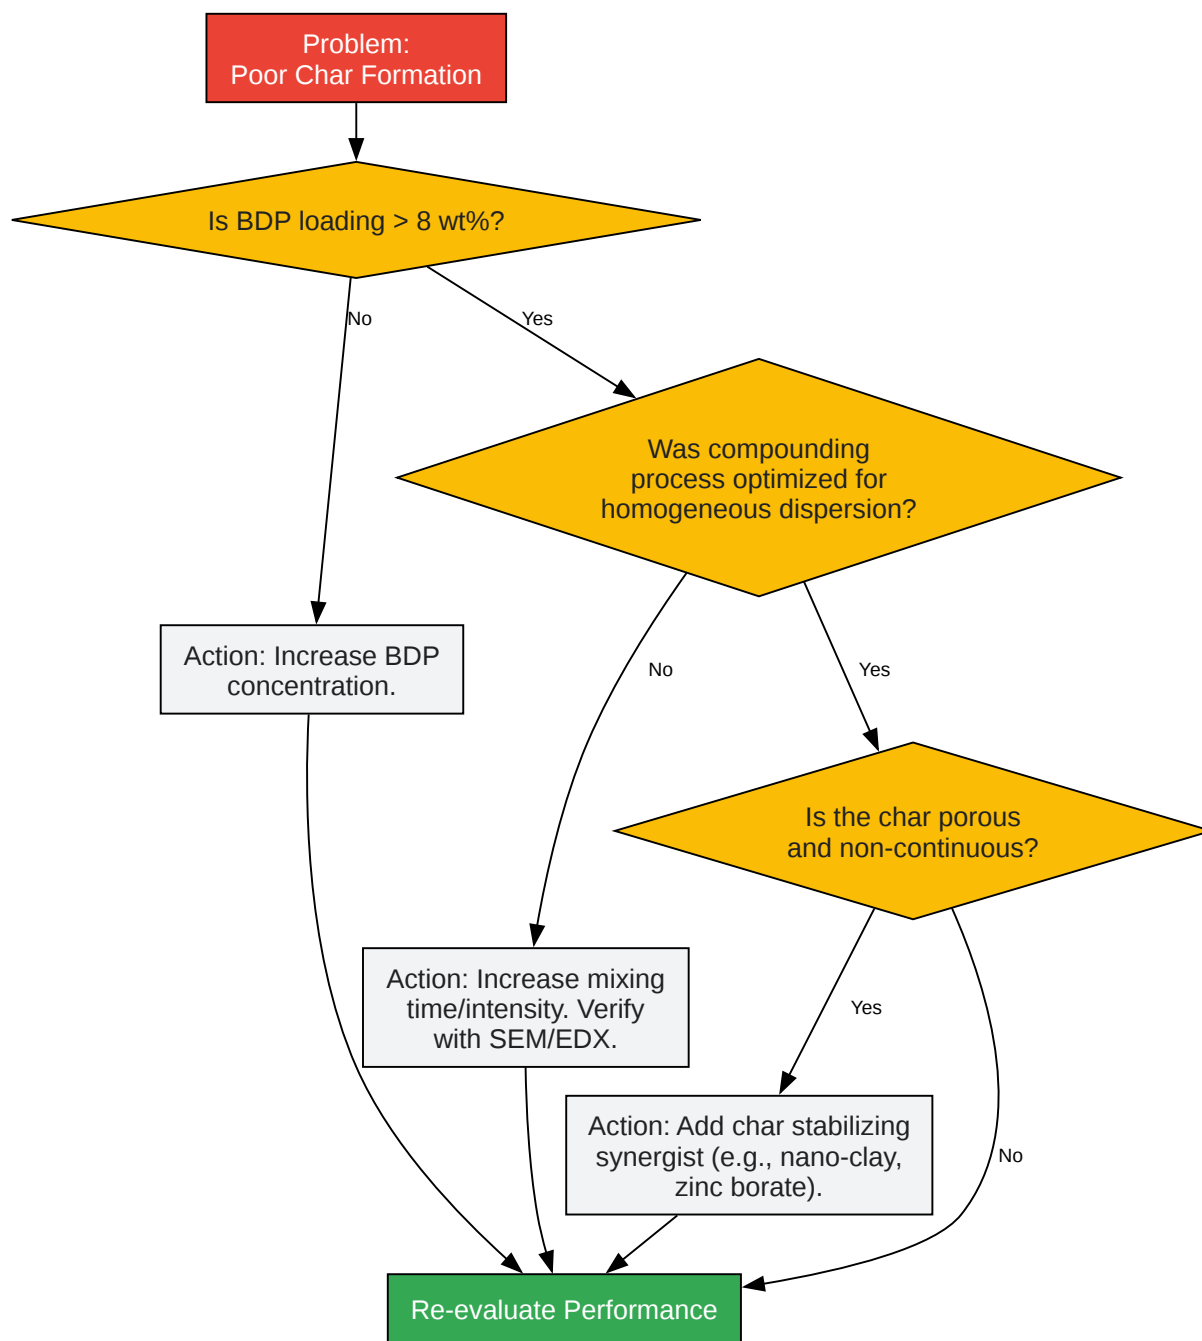 Problem:
Poor Char Formation
Is BDP loading > 8 wt%?
No
Yes
Was compounding
process optimized for
homogeneous dispersion?
Action: Increase BDP
concentration.
No
Yes
Is the char porous
and non-continuous?
Action: Increase mixing
time/intensity. Verify
with SEM/EDX.
Yes
No
Action: Add char stabilizing
synergist (e.g., nano-clay,
zinc borate).
Re-evaluate Performance